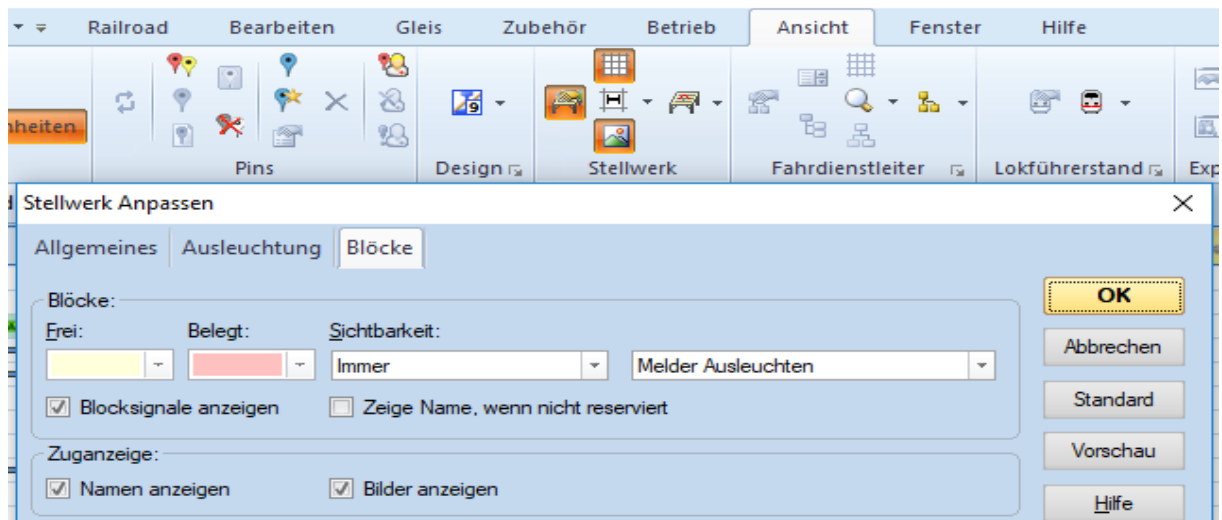 Railroad Bearbeiten Gleis Zubehör Betrieb Ansicht Fenster Hilfe
9
Pins Design Stellwerk Fahrdienstleiter Lokführerstand
Stellwerk Anpassen
Allgemeines Ausleuchtung Blöcke
Blöcke:
OK
Frei: Belegt: Sichtbarkeit:
Immer Melder Ausleuchten
Abbrechen
Blocksignale anzeigen Zeige Name, wenn nicht reserviert
Standard
Zuganzeige:
Vorschau
Namen anzeigen Bilder anzeigen
Hilfe